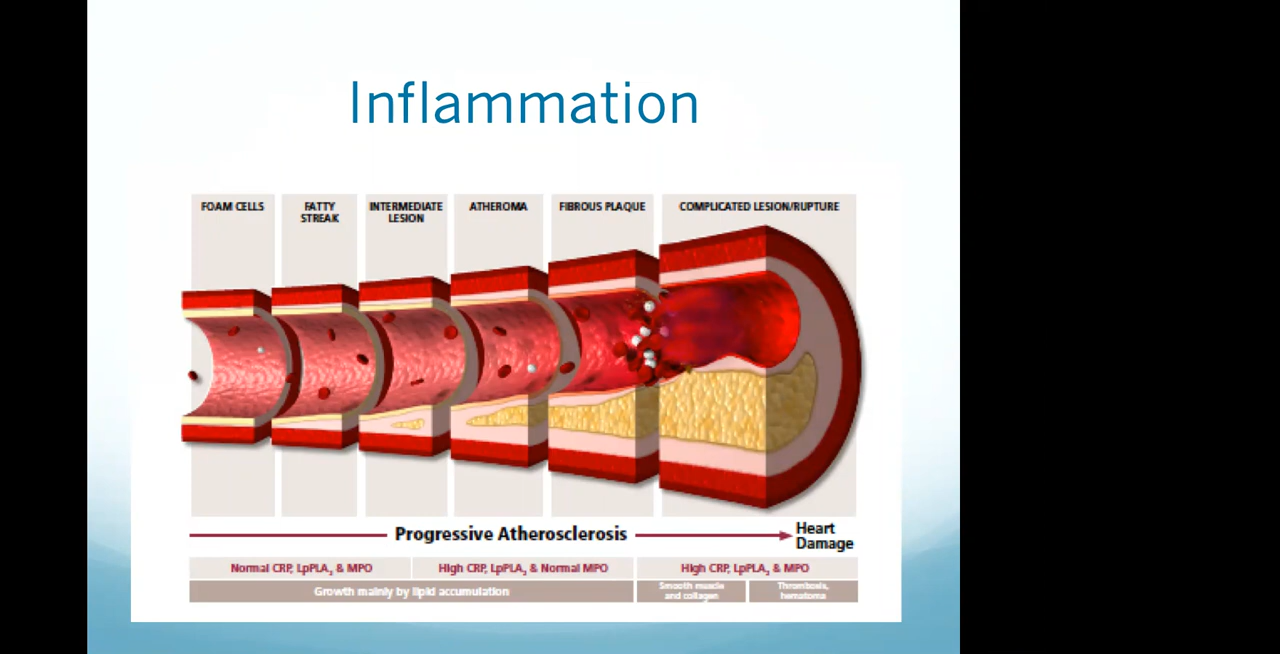 Inflammation
FOAM CELLS
FATTY
STREAK
INTERMEDIATE
LESION
ATHEROMA
FIBROUS PLAQUE
COMPLICATED LESION/RUPTURE
Progressive Atherosclerosis
Heart
Damage
Normal CRP, LpPLA₂ & MPO
High CRP, LpPLA₂ & Normal MPO
High CRP, LpPLA₂ & MPO
Growth mainly by lipid accumulation
Smooth muscle
and collagen
Thrombosis,
hematoma